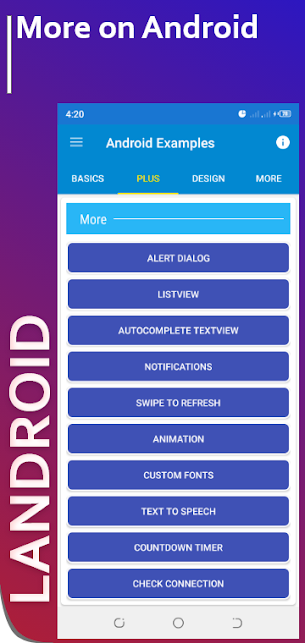 More on Android
4:20
Android Examples
BASICS PLUS DESIGN MORE
More
ALERT DIALOG
LISTVIEW
AUTOCOMPLETE TEXTVIEW
NOTIFICATIONS
SWIPE TO REFRESH
ANIMATION
CUSTOM FONTS
TEXT TO SPEECH
COUNTDOWN TIMER
CHECK CONNECTION
LANDROID